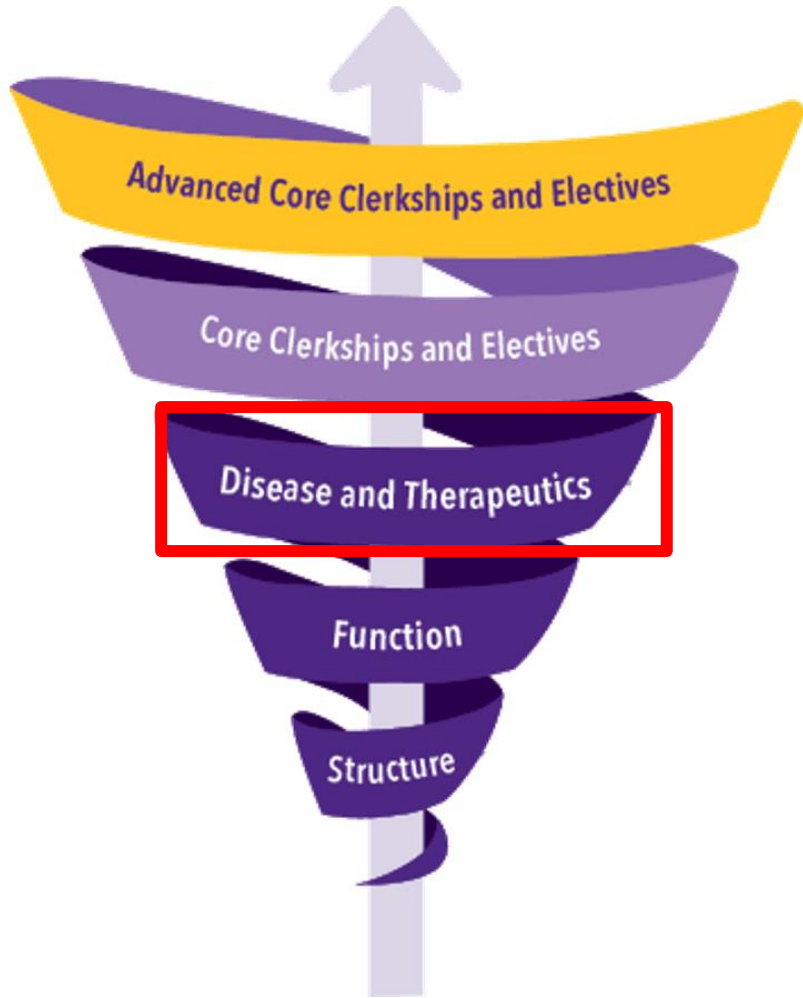 Advanced Core Clerkships and Electives
Core Clerkships and Electives
Disease and Therapeutics
Function
Structure